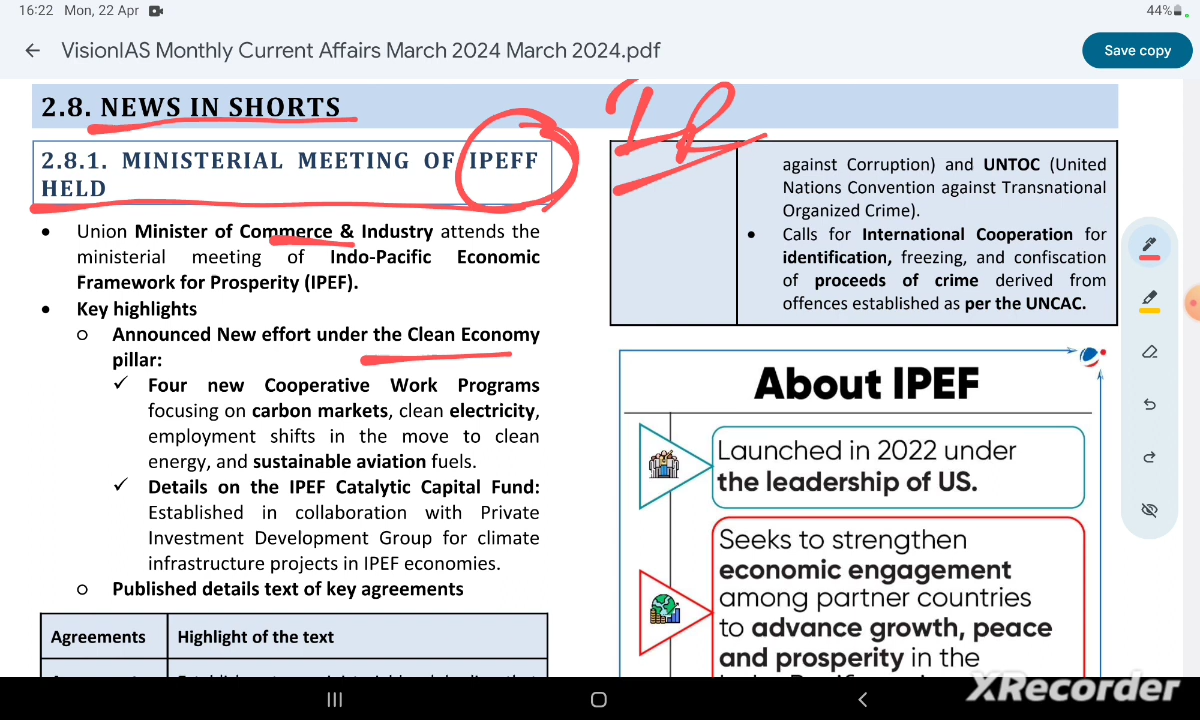 16:22 Mon, 22 Apr
44%
VisionIAS Monthly Current Affairs March 2024 March 2024.pdf
Save copy
2.8. NEWS IN SHORTS
2.8.1. MINISTERIAL MEETING OF IPEFF
HELD
• Union Minister of Commerce & Industry attends the
ministerial meeting of Indo-Pacific Economic
Framework for Prosperity (IPEF).
• Key highlights
o Announced New effort under the Clean Economy
pillar:
✓ Four new Cooperative Work Programs
focusing on carbon markets, clean electricity,
employment shifts in the move to clean
energy, and sustainable aviation fuels.
✓ Details on the IPEF Catalytic Capital Fund:
Established in collaboration with Private
Investment Development Group for climate
infrastructure projects in IPEF economies.
o Published details text of key agreements
Agreements Highlight of the text
against Corruption) and UNTOC (United
Nations Convention against Transnational
Organized Crime).
• Calls for International Cooperation for
identification, freezing, and confiscation
of proceeds of crime derived from
offences established as per the UNCAC.
About IPEF
Launched in 2022 under
the leadership of US.
Seeks to strengthen
economic engagement
among partner countries
to advance growth, peace
and prosperity in the
XRecorder